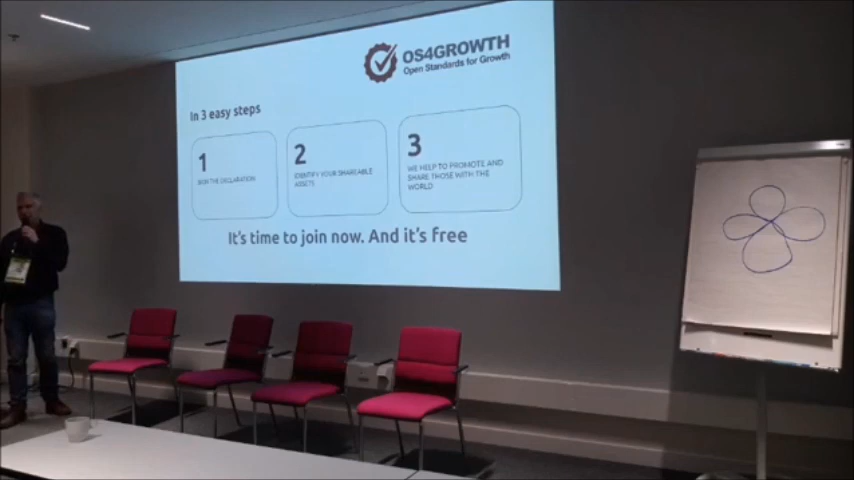 OS4GROWTH
Open Standards for Growth
In 3 easy steps
1
SIGN THE DECLARATION
2
IDENTIFY YOUR SHAREABLE
ASSETS
3
WE HELP TO PROMOTE AND
SHARE THOSE WITH THE
WORLD
It's time to join now. And it's free